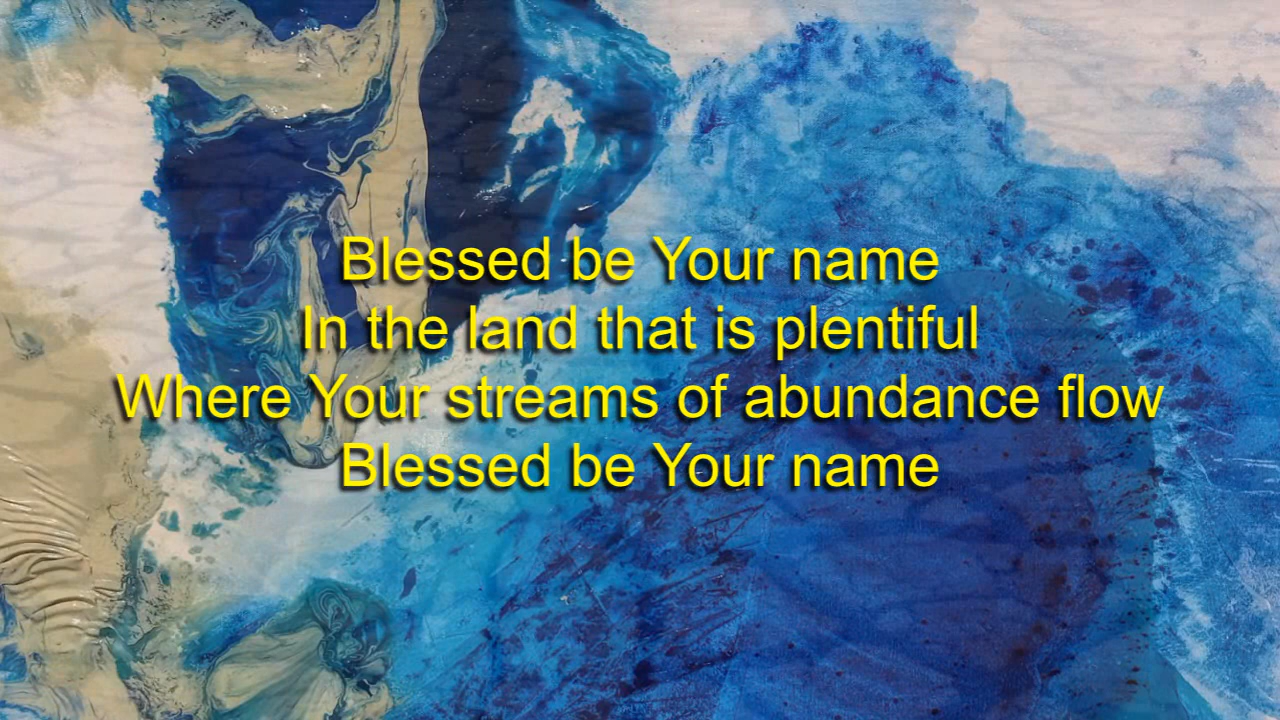 Blessed be Your name
In the land that is plentiful
Where Your streams of abundance flow
Blessed be Your name